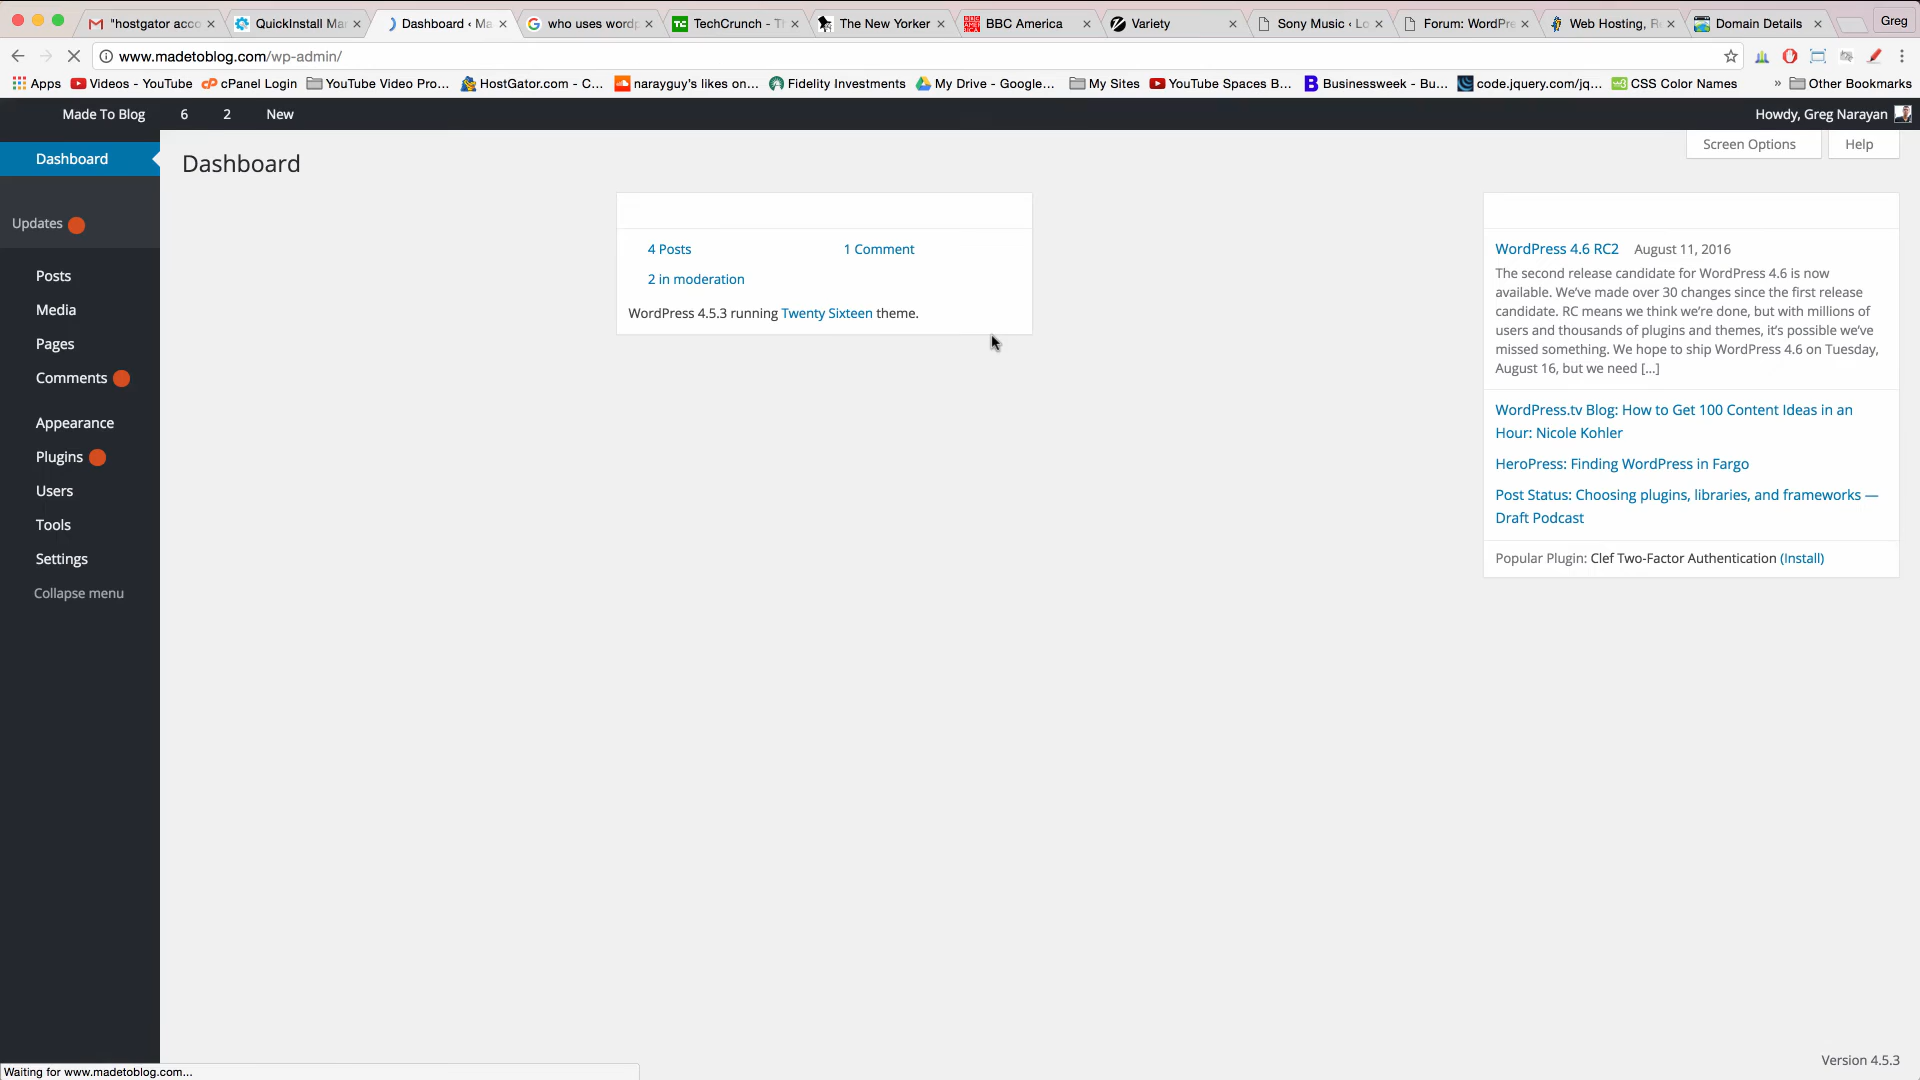 "hostgator acco
QuickInstall Ma
Dashboard ‹ Ma
who uses wordp
TechCrunch - Th
The New Yorker
BBC America
Variety
Sony Music ‹ Lo
Forum: WordPre
Web Hosting, Re
Domain Details
Greg
www.madetoblog.com/wp-admin/
Apps
Videos - YouTube
cPanel Login
YouTube Video Pro...
HostGator.com - C...
narayguy's likes on...
Fidelity Investments
My Drive - Google...
My Sites
YouTube Spaces B...
Businessweek - Bu...
code.jquery.com/jq...
CSS Color Names
»
Other Bookmarks
Made To Blog
6
2
New
Howdy, Greg Narayan
Dashboard
Updates
Posts
Media
Pages
Comments
Appearance
Plugins
Users
Tools
Settings
Collapse menu
Dashboard
Screen Options
Help
4 Posts
1 Comment
2 in moderation
WordPress 4.5.3 running Twenty Sixteen theme.
WordPress 4.6 RC2 August 11, 2016
The second release candidate for WordPress 4.6 is now
available. We've made over 30 changes since the first release
candidate. RC means we think we're done, but with millions of
users and thousands of plugins and themes, it's possible we've
missed something. We hope to ship WordPress 4.6 on Tuesday,
August 16, but we need […]
WordPress.tv Blog: How to Get 100 Content Ideas in an
Hour: Nicole Kohler
HeroPress: Finding WordPress in Fargo
Post Status: Choosing plugins, libraries, and frameworks —
Draft Podcast
Popular Plugin: Clef Two-Factor Authentication (Install)
Version 4.5.3
Waiting for www.madetoblog.com...